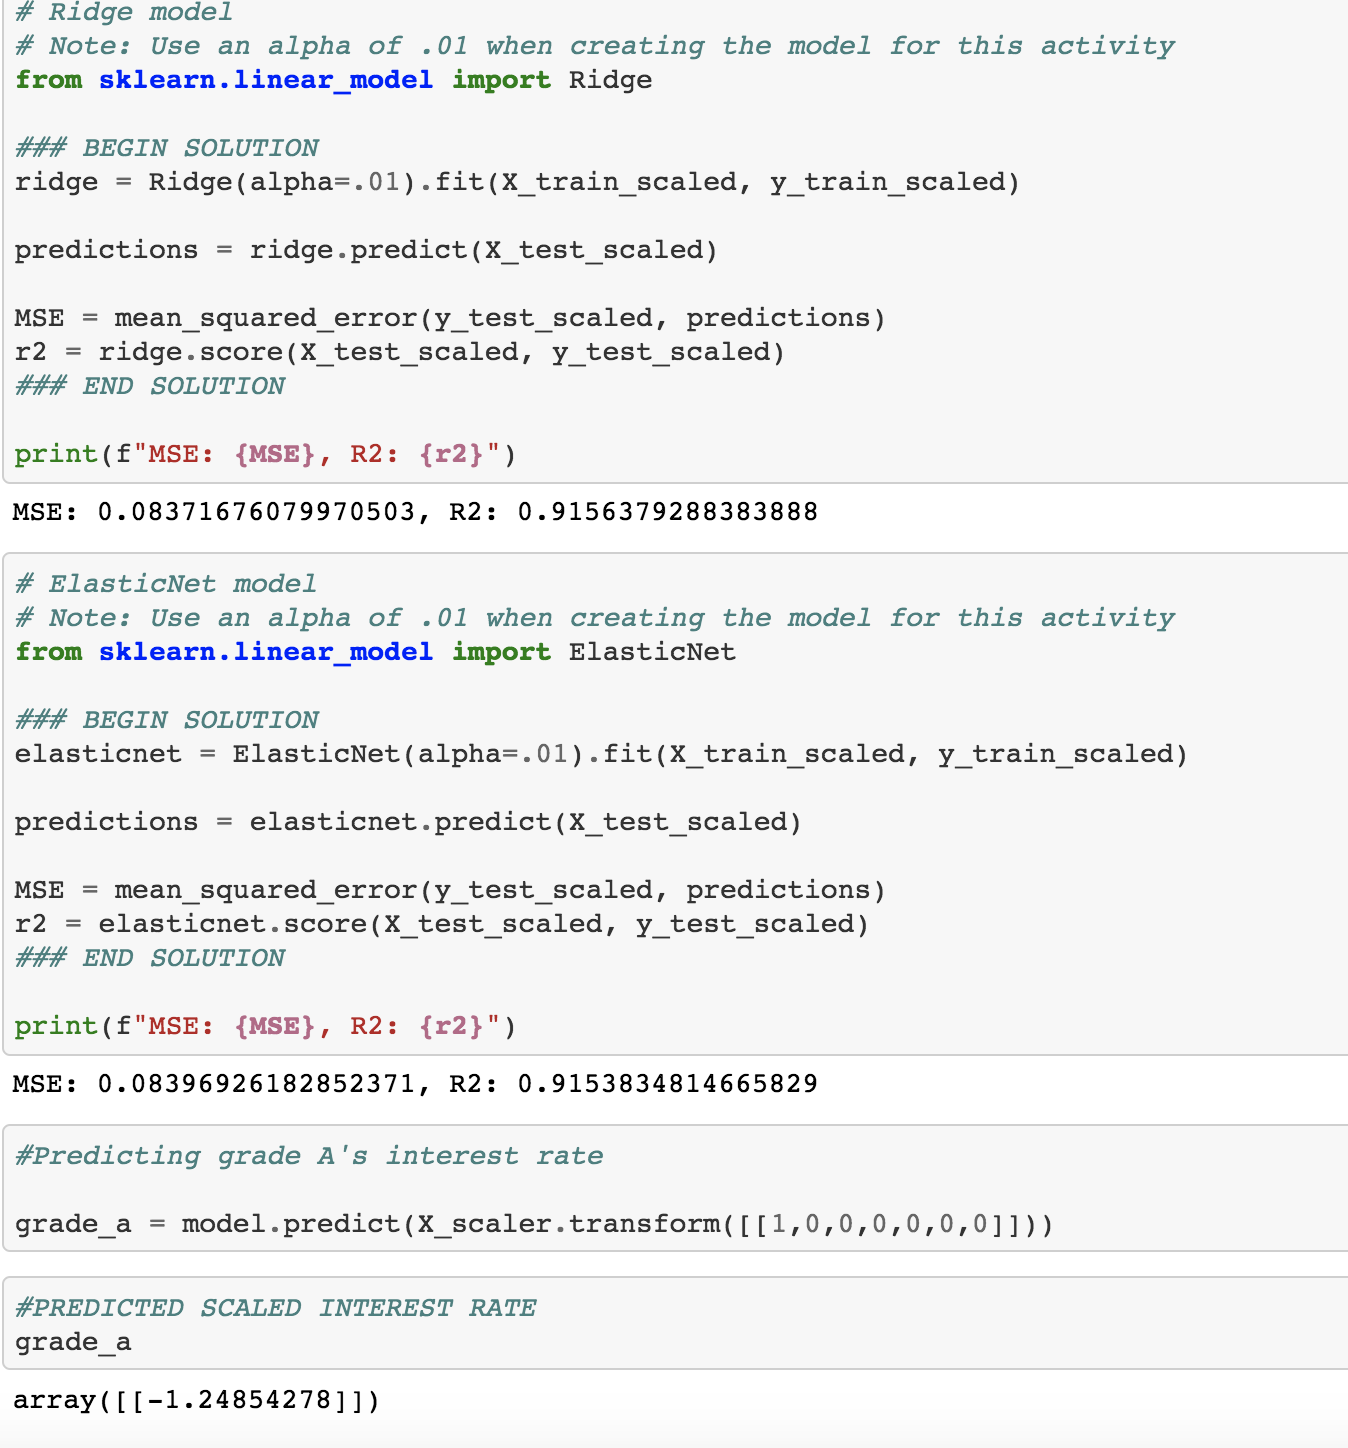 # Ridge model
# Note: Use an alpha of .01 when creating the model for this activity
from sklearn.linear_model import Ridge
### BEGIN SOLUTION
ridge = Ridge(alpha=.01).fit(X_train_scaled, y_train_scaled)
predictions = ridge.predict(X_test_scaled)
MSE = mean_squared_error(y_test_scaled, predictions)
r2 = ridge.score(X_test_scaled, y_test_scaled)
### END SOLUTION
print(f"MSE: {MSE}, R2: {r2}")
MSE: 0.08371676079970503, R2: 0.9156379288383888
# ElasticNet model
# Note: Use an alpha of .01 when creating the model for this activity
from sklearn.linear_model import ElasticNet
### BEGIN SOLUTION
elasticnet = ElasticNet(alpha=.01).fit(X_train_scaled, y_train_scaled)
predictions = elasticnet.predict(X_test_scaled)
MSE = mean_squared_error(y_test_scaled, predictions)
r2 = elasticnet.score(X_test_scaled, y_test_scaled)
### END SOLUTION
print(f"MSE: {MSE}, R2: {r2}")
MSE: 0.08396926182852371, R2: 0.9153834814665829
#Predicting grade A's interest rate
grade_a = model.predict(X_scaler.transform([[1,0,0,0,0,0,0]]))
#PREDICTED SCALED INTEREST RATE
grade_a
array([[-1.24854278]])